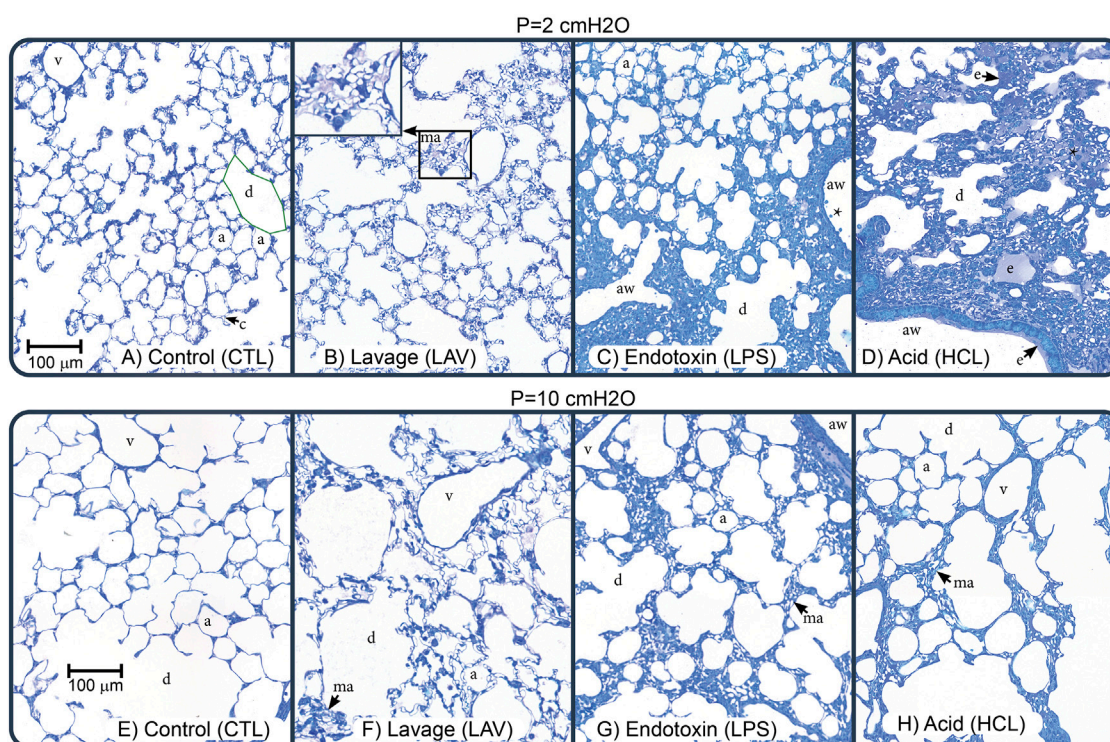 P=2 cmH2O
v
d
a a
c
100 μm
A) Control (CTL)
ma
B) Lavage (LAV)
a
aw
*
aw
d
C) Endotoxin (LPS)
e
*
d
e
aw
e
D) Acid (HCL)
P=10 cmH2O
v
a
100 μm
d
E) Control (CTL)
v
d
a
ma
F) Lavage (LAV)
v
aw
a
d
ma
G) Endotoxin (LPS)
d
a
v
ma
H) Acid (HCL)